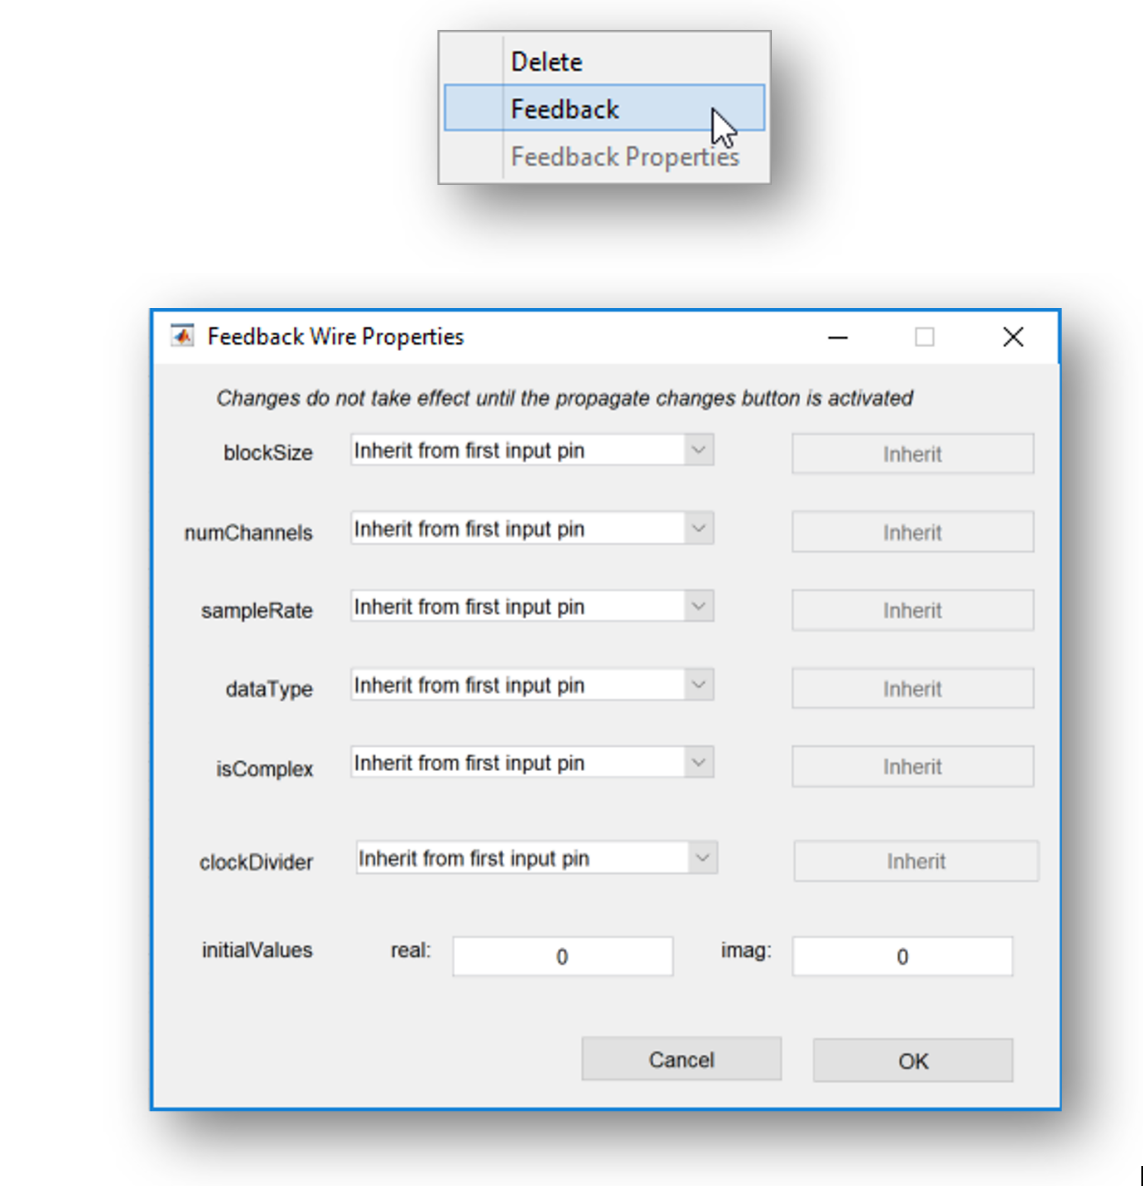 Delete
Feedback
Feedback Properties
Feedback Wire Properties
Changes do not take effect until the propagate changes button is activated
blockSize Inherit from first input pin Inherit
numChannels Inherit from first input pin Inherit
sampleRate Inherit from first input pin Inherit
dataType Inherit from first input pin Inherit
isComplex Inherit from first input pin Inherit
clockDivider Inherit from first input pin Inherit
initialValues real: 0 imag: 0
Cancel OK